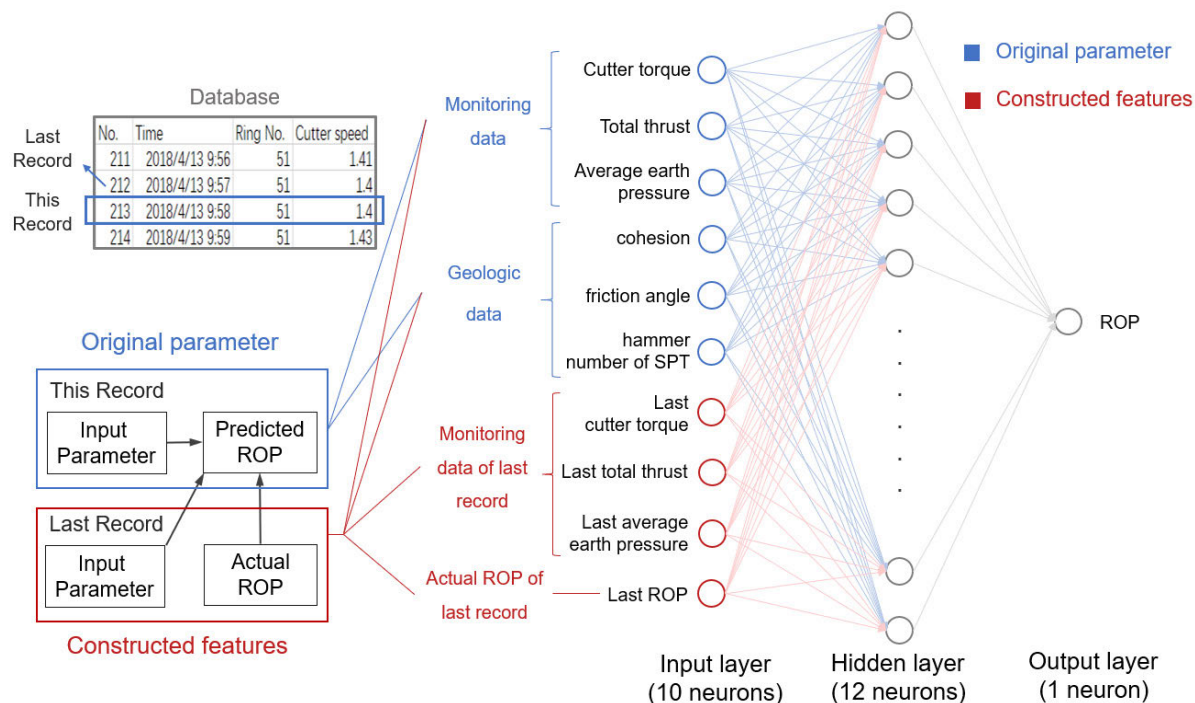 Database
Last
Record
This
Record
No. Time Ring No. Cutter speed
211 2018/4/13 9:56 51 1.41
212 2018/4/13 9:57 51 1.4
213 2018/4/13 9:58 51 1.4
214 2018/4/13 9:59 51 1.43
Original parameter
This Record
Input
Parameter
Predicted
ROP
Last Record
Input
Parameter
Actual
ROP
Constructed features
Monitoring
data
Geologic
data
Monitoring
data of last
record
Actual ROP of
last record
Cutter torque
Total thrust
Average earth
pressure
cohesion
friction angle
hammer
number of SPT
Last
cutter torque
Last total thrust
Last average
earth pressure
Last ROP
Original parameter
Constructed features
ROP
Input layer
(10 neurons)
Hidden layer
(12 neurons)
Output layer
(1 neuron)